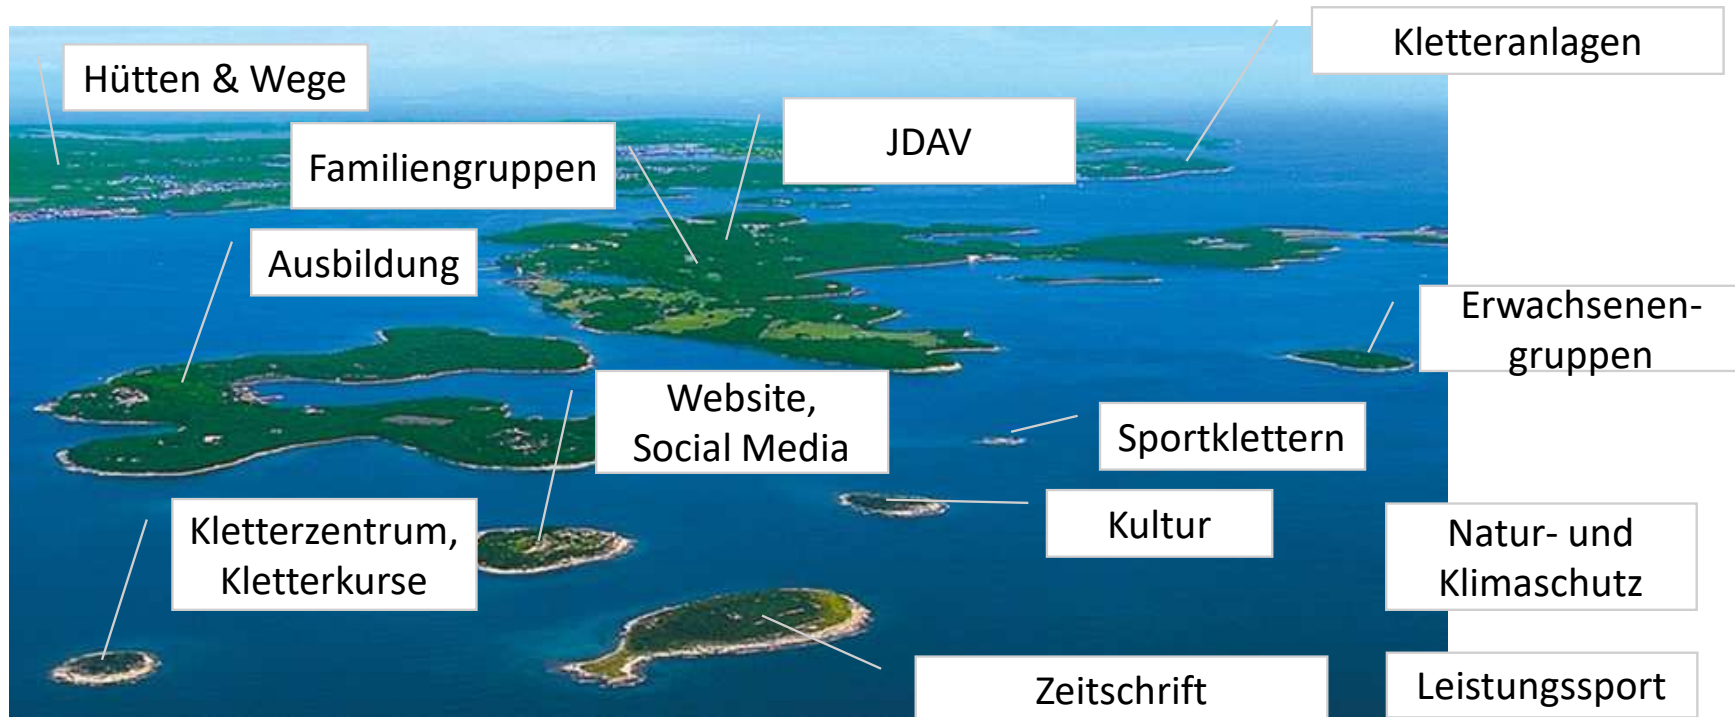 Kletteranlagen
Hütten & Wege
JDAV
Familiengruppen
Ausbildung
Erwachsenen-
gruppen
Website,
Social Media
Sportklettern
Kletterzentrum,
Kletterkurse
Kultur
Natur- und
Klimaschutz
Zeitschrift
Leistungssport